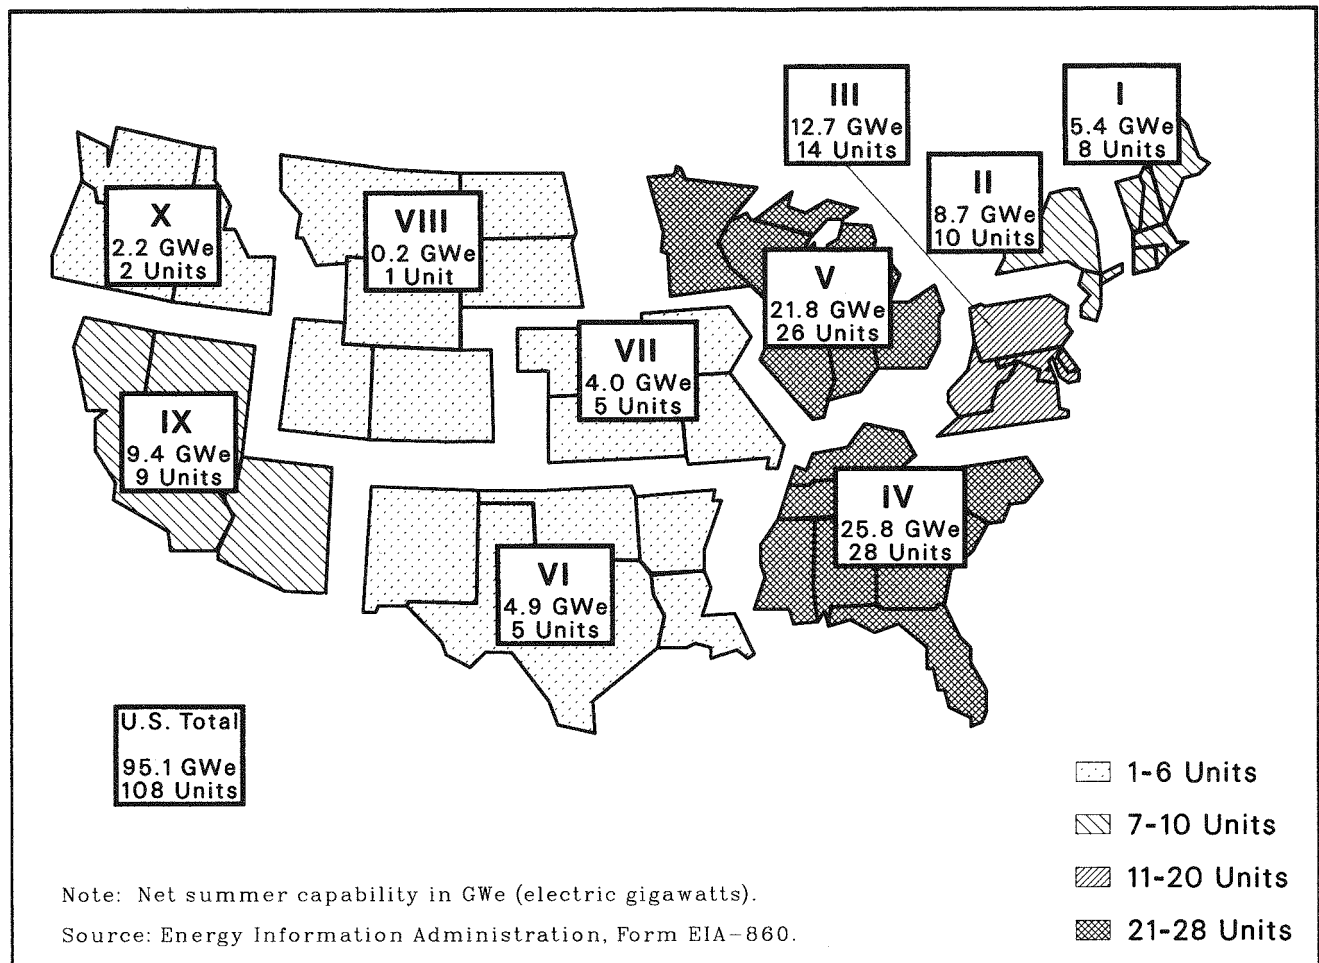 III
12.7 GWe
14 Units
I
5.4 GWe
8 Units
II
8.7 GWe
10 Units
X
2.2 GWe
2 Units
VIII
0.2 GWe
1 Unit
V
21.8 GWe
26 Units
VII
4.0 GWe
5 Units
IX
9.4 GWe
9 Units
IV
25.8 GWe
28 Units
VI
4.9 GWe
5 Units
U.S. Total
95.1 GWe
108 Units
1-6 Units
7-10 Units
11-20 Units
21-28 Units
Note: Net summer capability in GWe (electric gigawatts).
Source: Energy Information Administration, Form EIA-860.